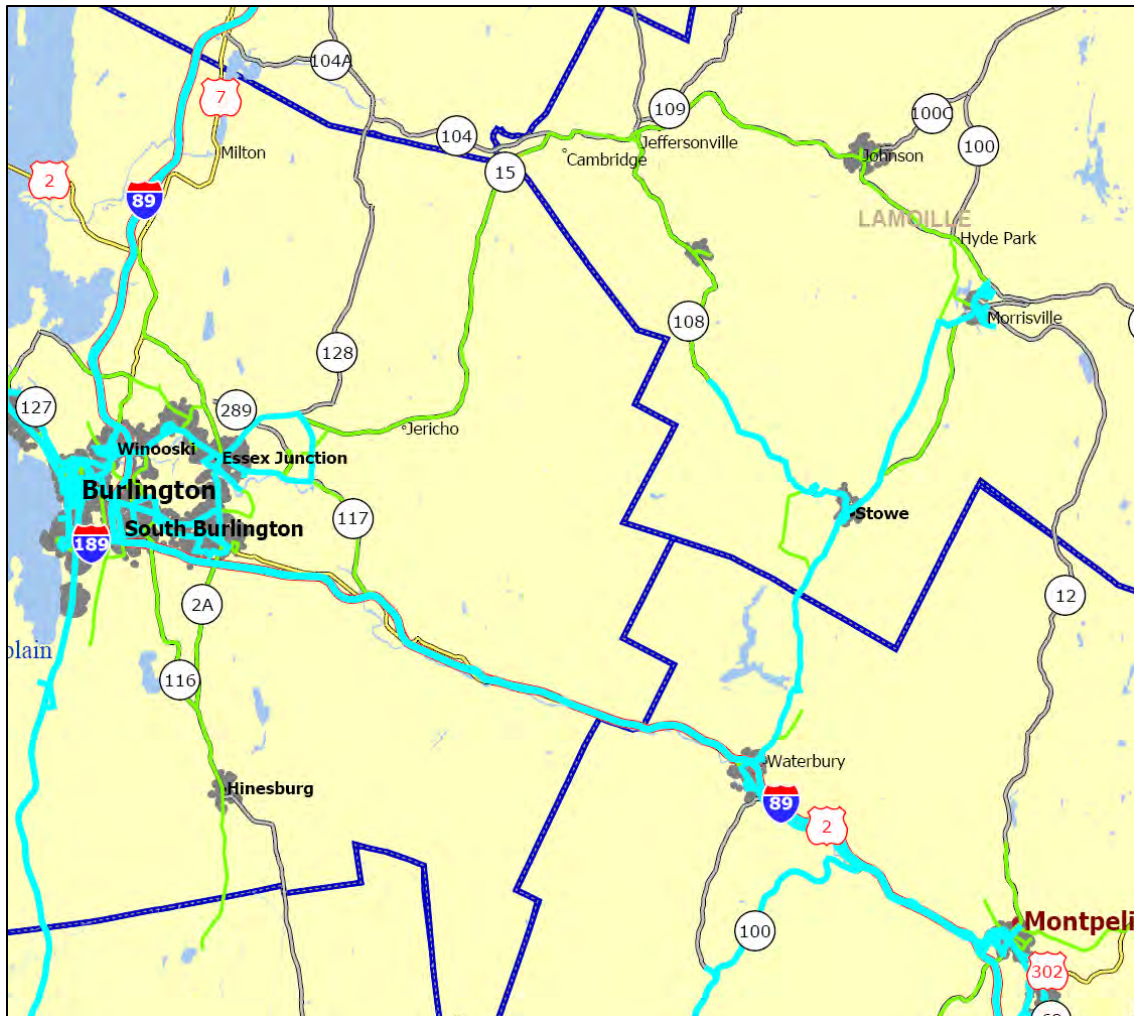 104A
7
109
100C
104
Jeffersonville
Milton
Cambridge
Johnson
100
15
2
89
LAMOILLE
Hyde Park
108
Morrisville
128
127
289
Jericho
Winooski
Essex Junction
Burlington
Stowe
117
South Burlington
189
2A
12
plain
116
Waterbury
Hinesburg
89
2
100
Montpeli
302